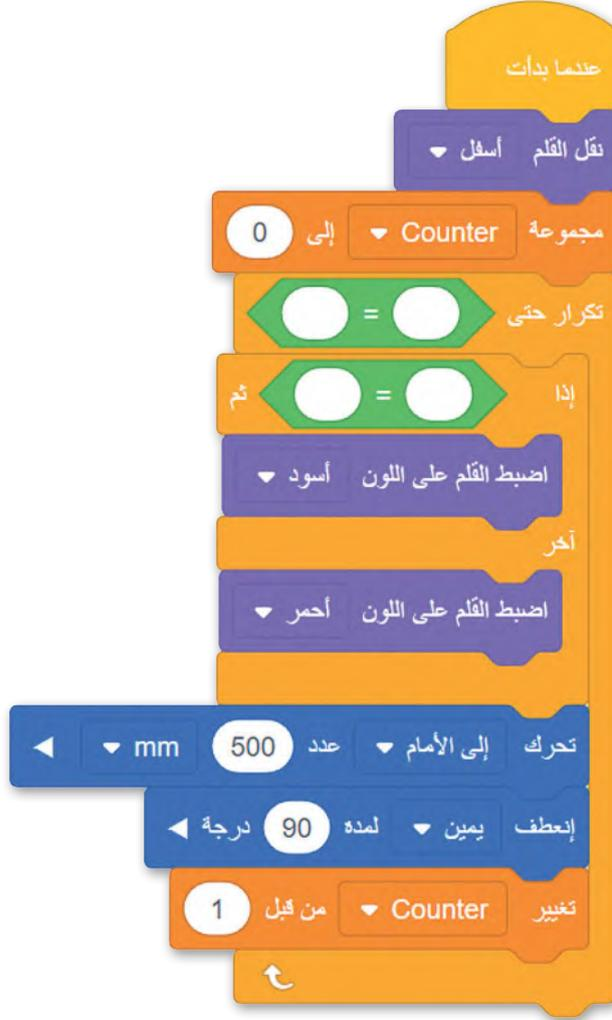 عندما بدأت
نقل القلم أسفل
مجموعة Counter إلى 0
تكرار حتى =
إذا = ثم
اضبط القلم على اللون أسود
آخر
اضبط القلم على اللون أحمر
تحرك إلى الأمام عدد 500 mm
إنعطف يمين لمدة 90 درجة
تغيير Counter من قبل 1